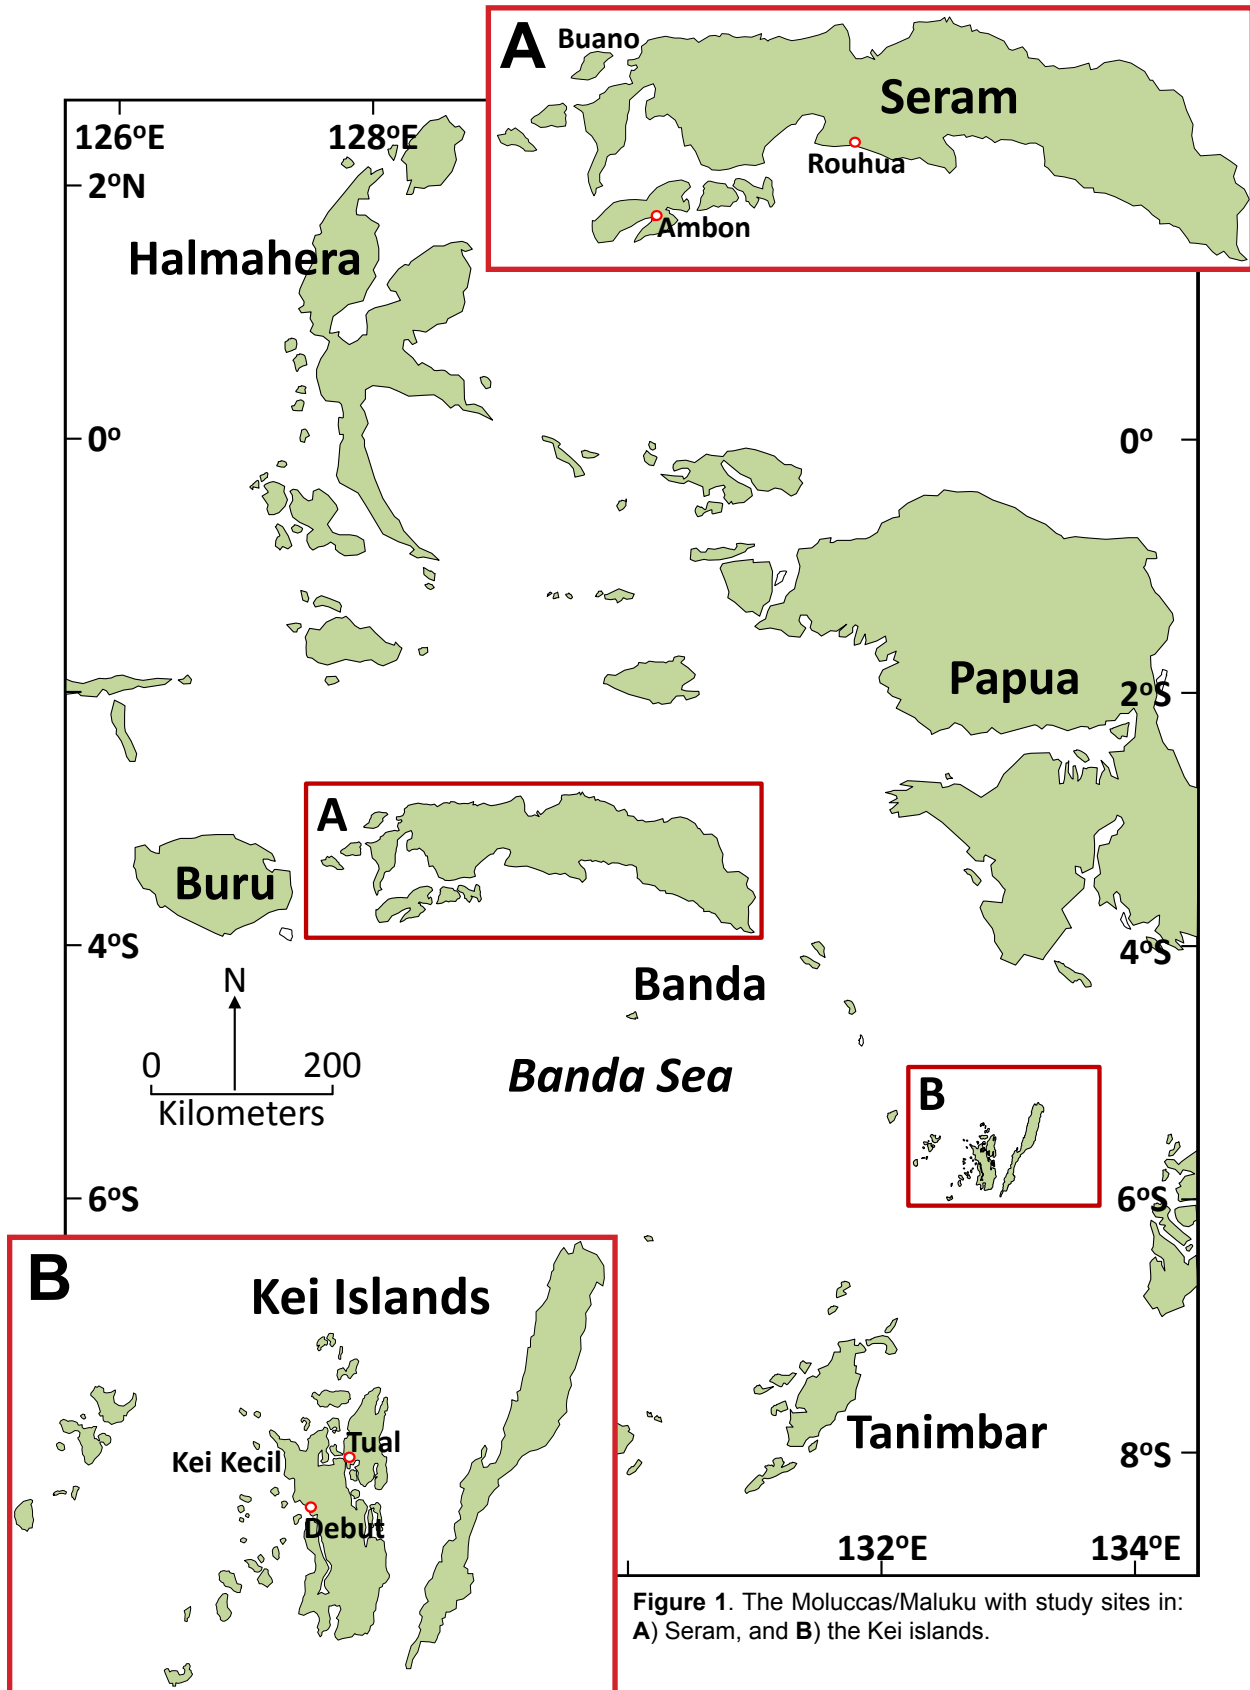 A
Buano
Seram
Rouhua
Ambon
126ºE
128ºE
2ºN
Halmahera
0º
0º
Papua
2ºS
A
Buru
4ºS
4ºS
Banda
N
0
200
Kilometers
Banda Sea
B
6ºS
6ºS
B
Kei Islands
Tual
Kei Kecil
Debut
Tanimbar
8ºS
132ºE
134ºE
Figure 1. The Moluccas/Maluku with study sites in:
A) Seram, and B) the Kei islands.